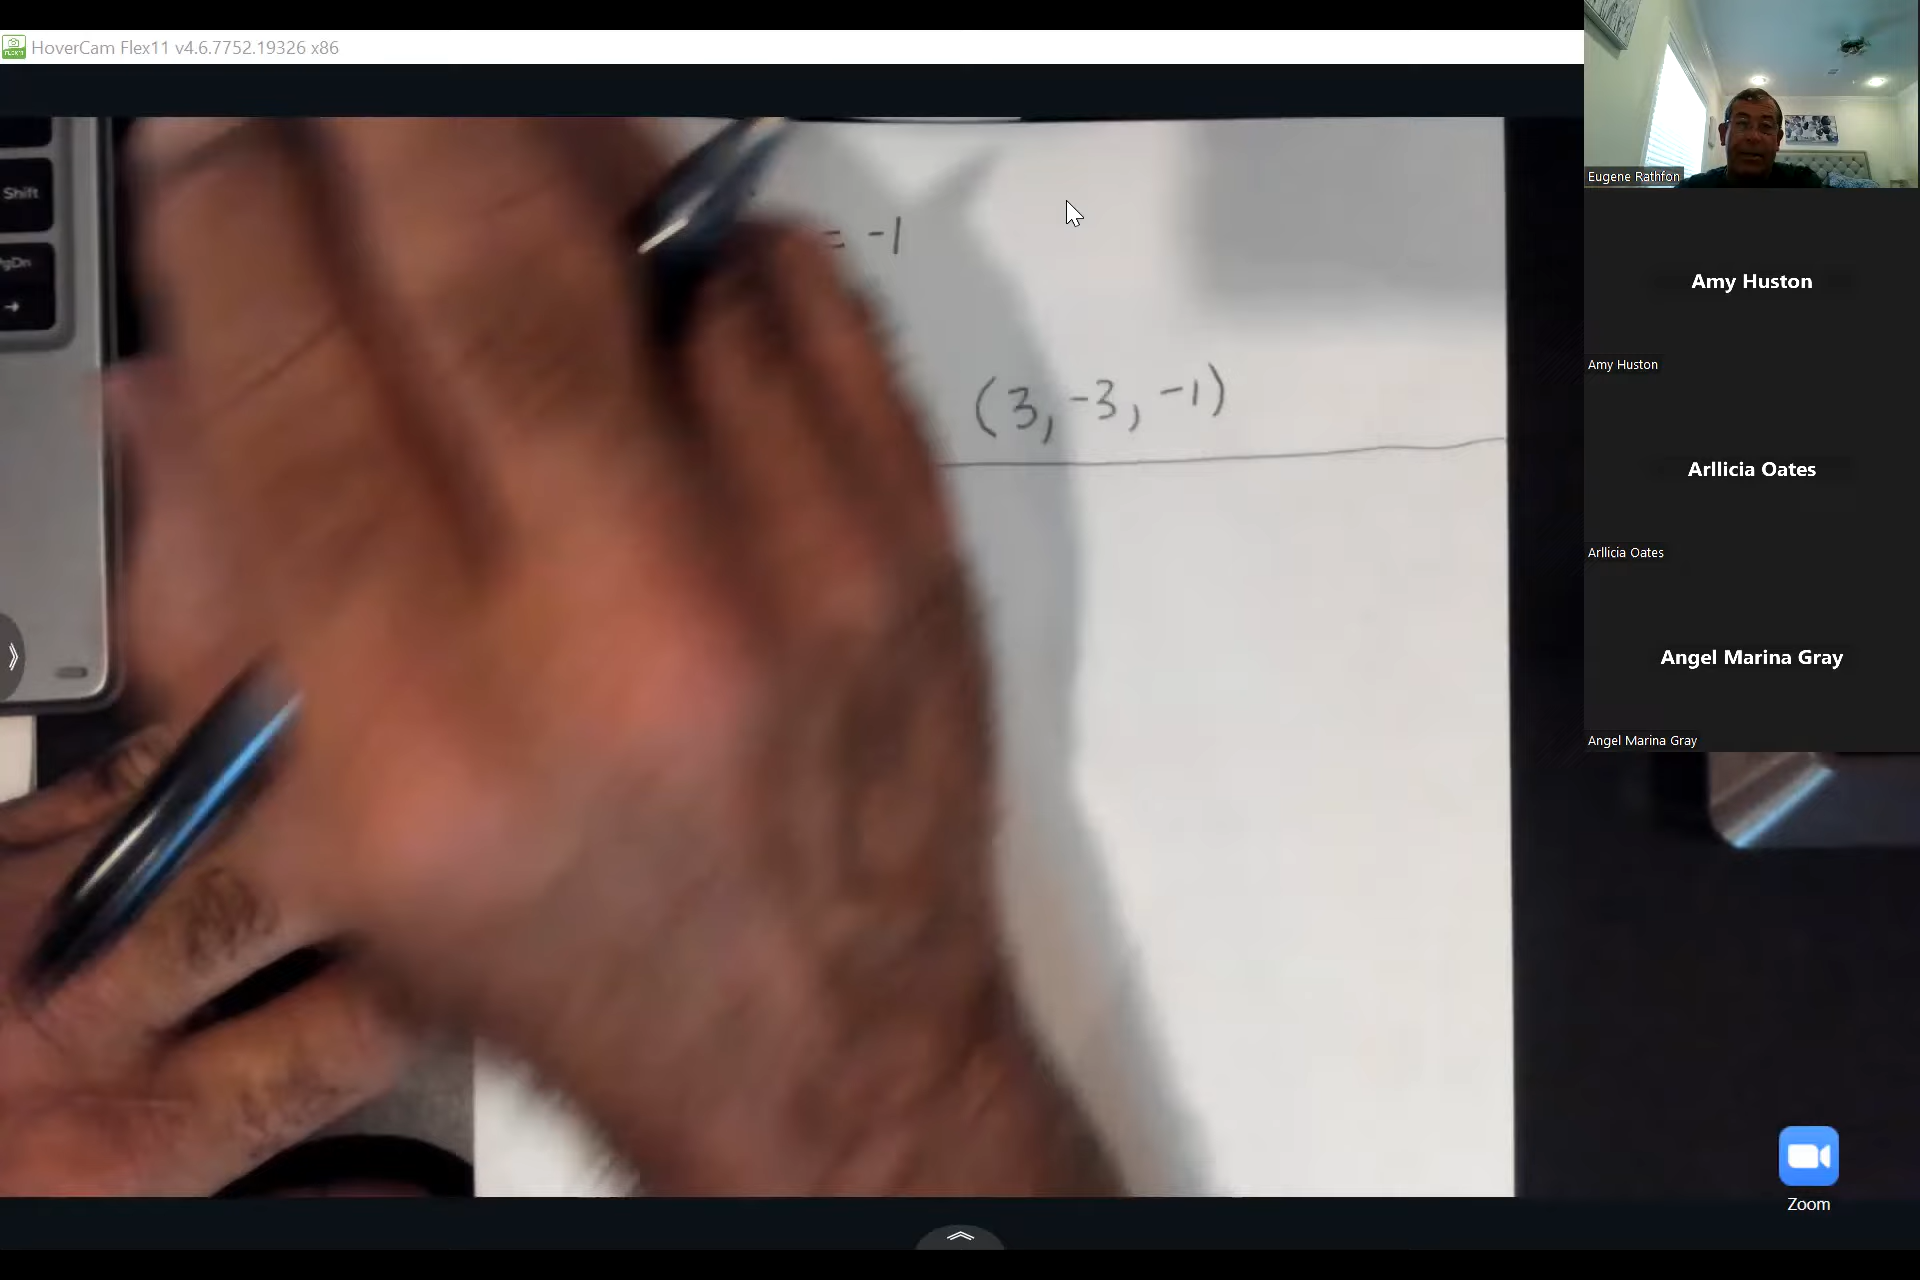 HoverCam Flex11 v4.6.7752.19326 x86
Shift
PgDn
= -1
(3, -3, -1)
Eugene Rathfon
Amy Huston
Amy Huston
Arllicia Oates
Arllicia Oates
Angel Marina Gray
Angel Marina Gray
Zoom